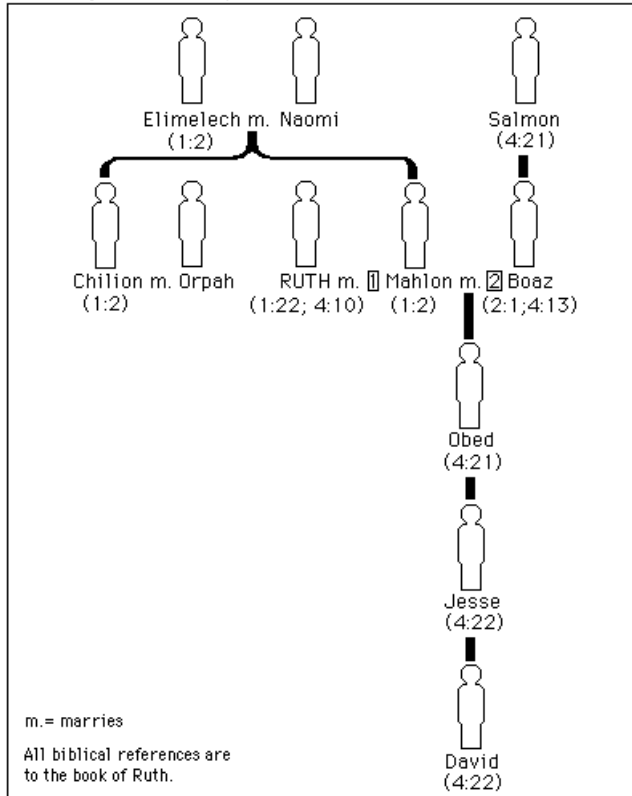 Elimelech m. Naomi
(1:2)
Salmon
(4:21)
Chilion m. Orpah
(1:2)
RUTH m. 1 Mahlon m. 2 Boaz
(1:22; 4:10) (1:2) (2:1;4:13)
Obed
(4:21)
Jesse
(4:22)
David
(4:22)
m.= marries
All biblical references are
to the book of Ruth.